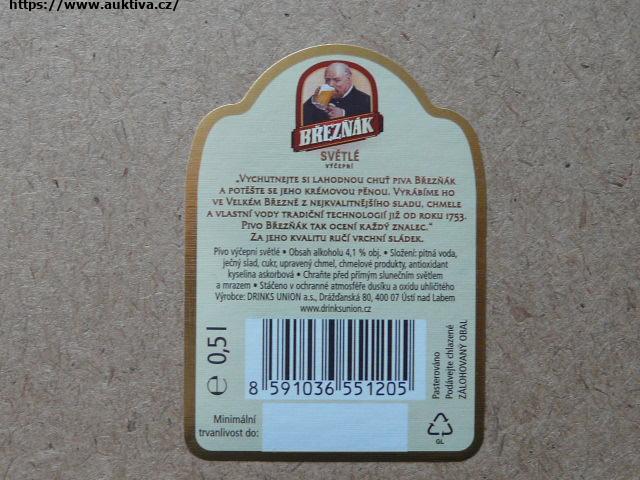 https://www.auktiva.cz/
BŘEZŇÁK
SVĚTLÉ
VÝČEPNÍ
„VYCHUTNEJTE SI LAHODNOU CHUŤ PIVA BŘEZŇÁK
A POTĚŠTE SE JEHO KRÉMOVOU PĚNOU. VYRÁBÍME HO
VE VELKÉM BŘEZNĚ Z NEJKVALITNĚJŠÍHO SLADU, CHMELE
A VLASTNÍ VODY TRADIČNÍ TECHNOLOGIÍ JIŽ OD ROKU 1753.
PIVO BŘEZŇÁK TAK OCENÍ KAŽDÝ ZNALEC.“
ZA JEHO KVALITU RUČÍ VRCHNÍ SLÁDEK.
Pivo výčepní světlé • Obsah alkoholu 4,1 % obj. • Složení: pitná voda,
ječný slad, cukr, upravený chmel, chmelové produkty, antioxidant
kyselina askorbová • Chraňte před přímým slunečním světlem
a mrazem • Stáčeno v ochranné atmosféře dusíku a oxidu uhličitého
Výrobce: DRINKS UNION a.s., Drážďanská 80, 400 07 Ústí nad Labem
www.drinksunion.cz
℮ 0,5 l
8 591036 551205
Pasterováno
Podávejte chlazené
ZÁLOHOVANÝ OBAL
Minimální
trvanlivost do:
GL